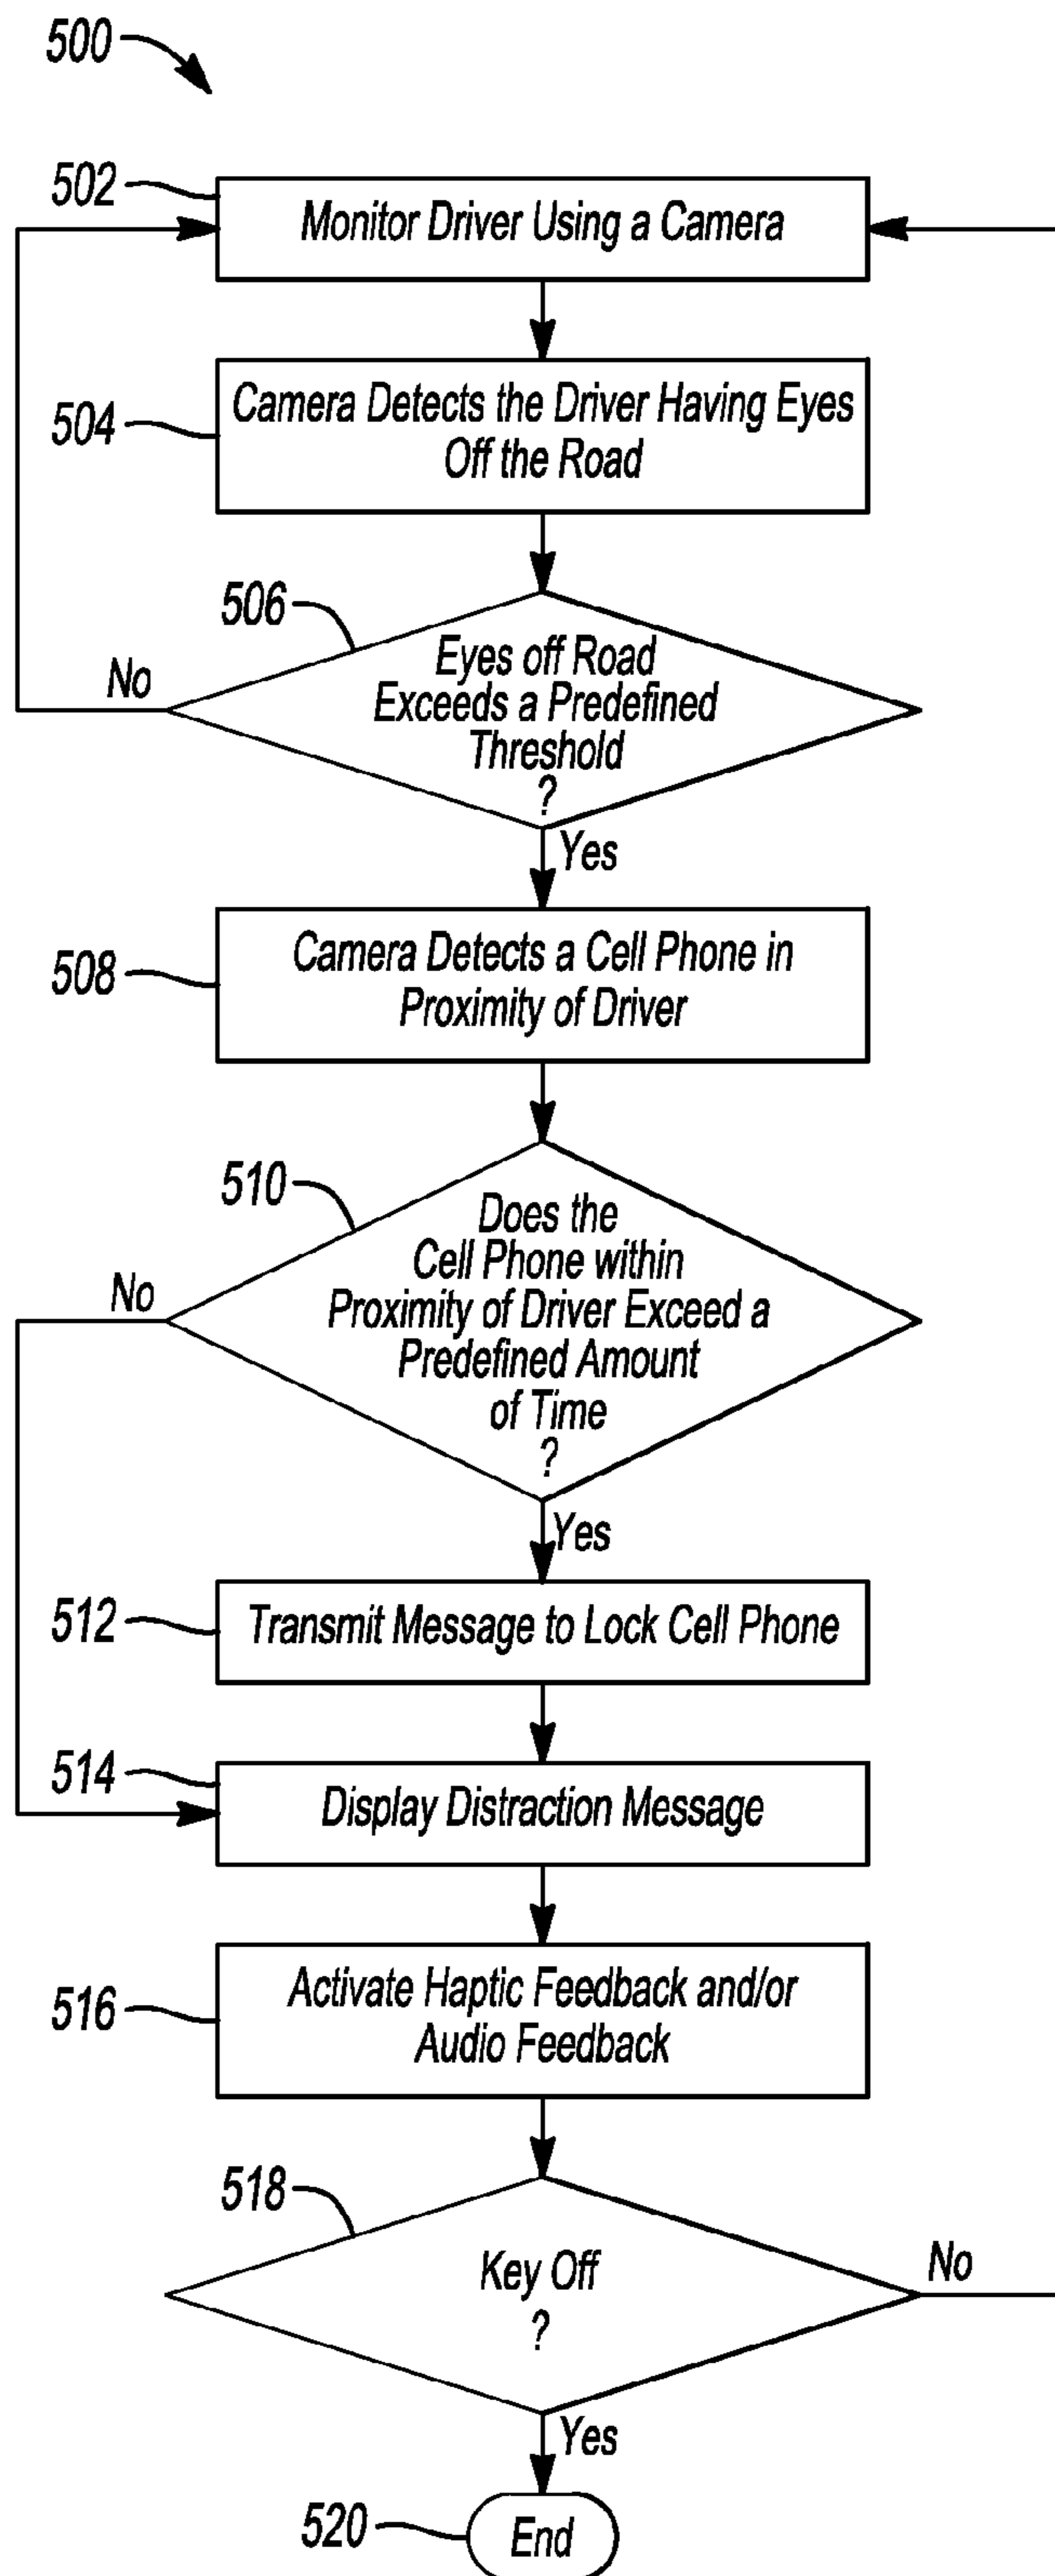 500
502
Monitor Driver Using a Camera
504
Camera Detects the Driver Having Eyes
Off the Road
506
Eyes off Road
Exceeds a Predefined
Threshold
?
No
Yes
508
Camera Detects a Cell Phone in
Proximity of Driver
510
Does the
Cell Phone within
Proximity of Driver Exceed a
Predefined Amount
of Time
?
No
Yes
512
Transmit Message to Lock Cell Phone
514
Display Distraction Message
516
Activate Haptic Feedback and/or
Audio Feedback
518
Key Off
?
No
Yes
520
End